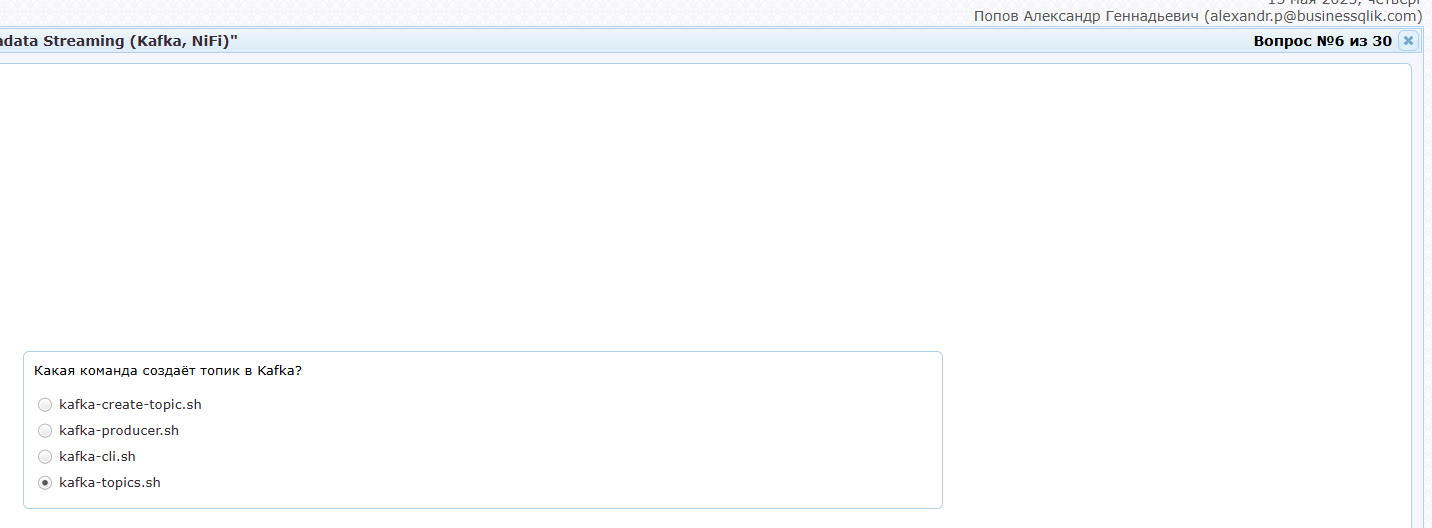 Попов Александр Геннадьевич (alexandr.p@businessqlik.com)
data Streaming (Kafka, NiFi)"
Вопрос №6 из 30
Какая команда создаёт топик в Kafka?
kafka-create-topic.sh
kafka-producer.sh
kafka-cli.sh
kafka-topics.sh